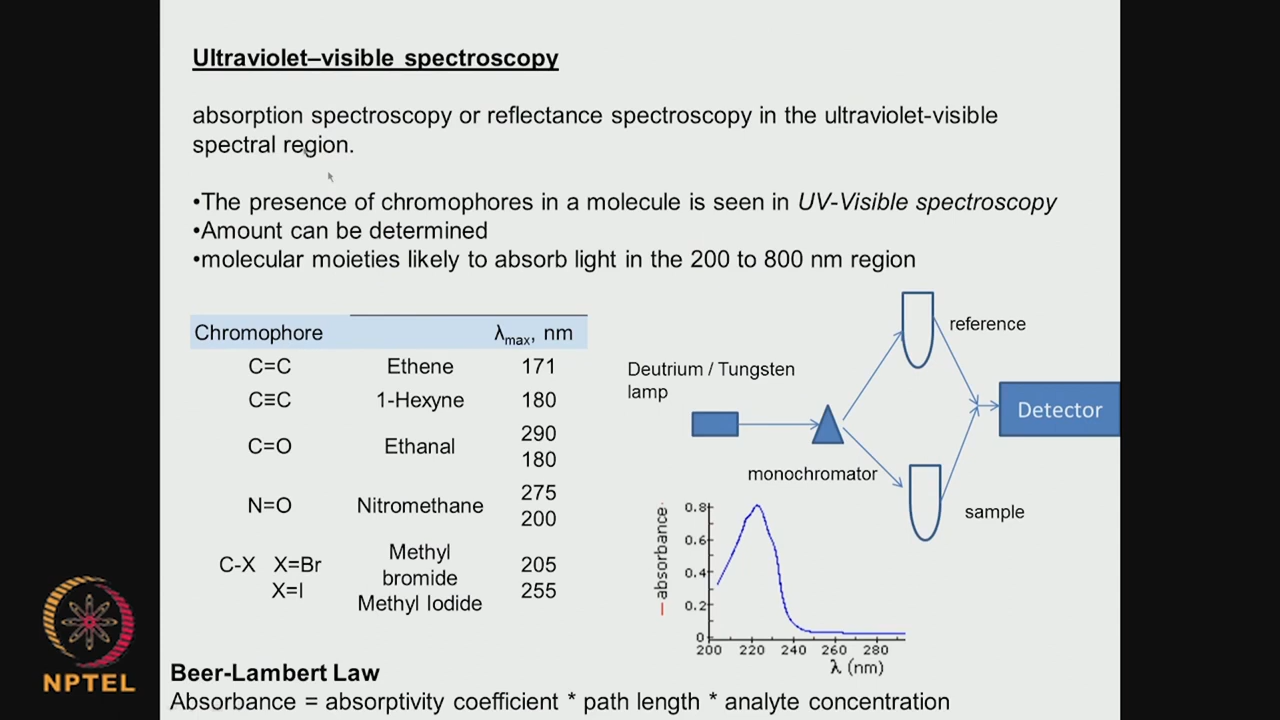 Ultraviolet–visible spectroscopy
absorption spectroscopy or reflectance spectroscopy in the ultraviolet-visible
spectral region.
•The presence of chromophores in a molecule is seen in UV-Visible spectroscopy
•Amount can be determined
•molecular moieties likely to absorb light in the 200 to 800 nm region
Chromophore λmax, nm
C=C Ethene 171
C≡C 1-Hexyne 180
C=O Ethanal 290
180
N=O Nitromethane 275
200
C-X X=Br Methyl bromide 205
X=I Methyl Iodide 255
Deutrium / Tungsten
lamp
monochromator
reference
sample
Detector
absorbance
0.8
0.6
0.4
0.2
0
200 220 240 260 280
λ (nm)
NPTEL
Beer-Lambert Law
Absorbance = absorptivity coefficient * path length * analyte concentration